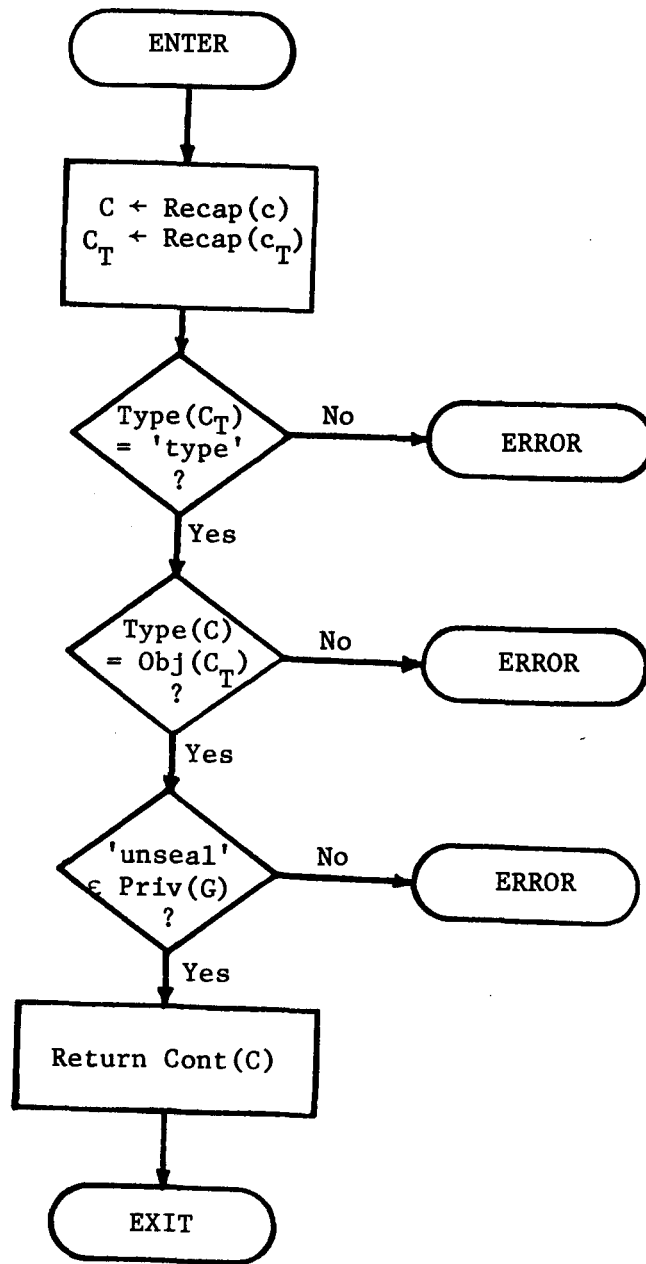 ENTER
C ← Recap(c)
C_T ← Recap(c_T)
Type(C_T)
= 'type'
?
No
ERROR
Yes
Type(C)
= Obj(C_T)
?
No
ERROR
Yes
'unseal'
ε Priv(G)
?
No
ERROR
Yes
Return Cont(C)
EXIT